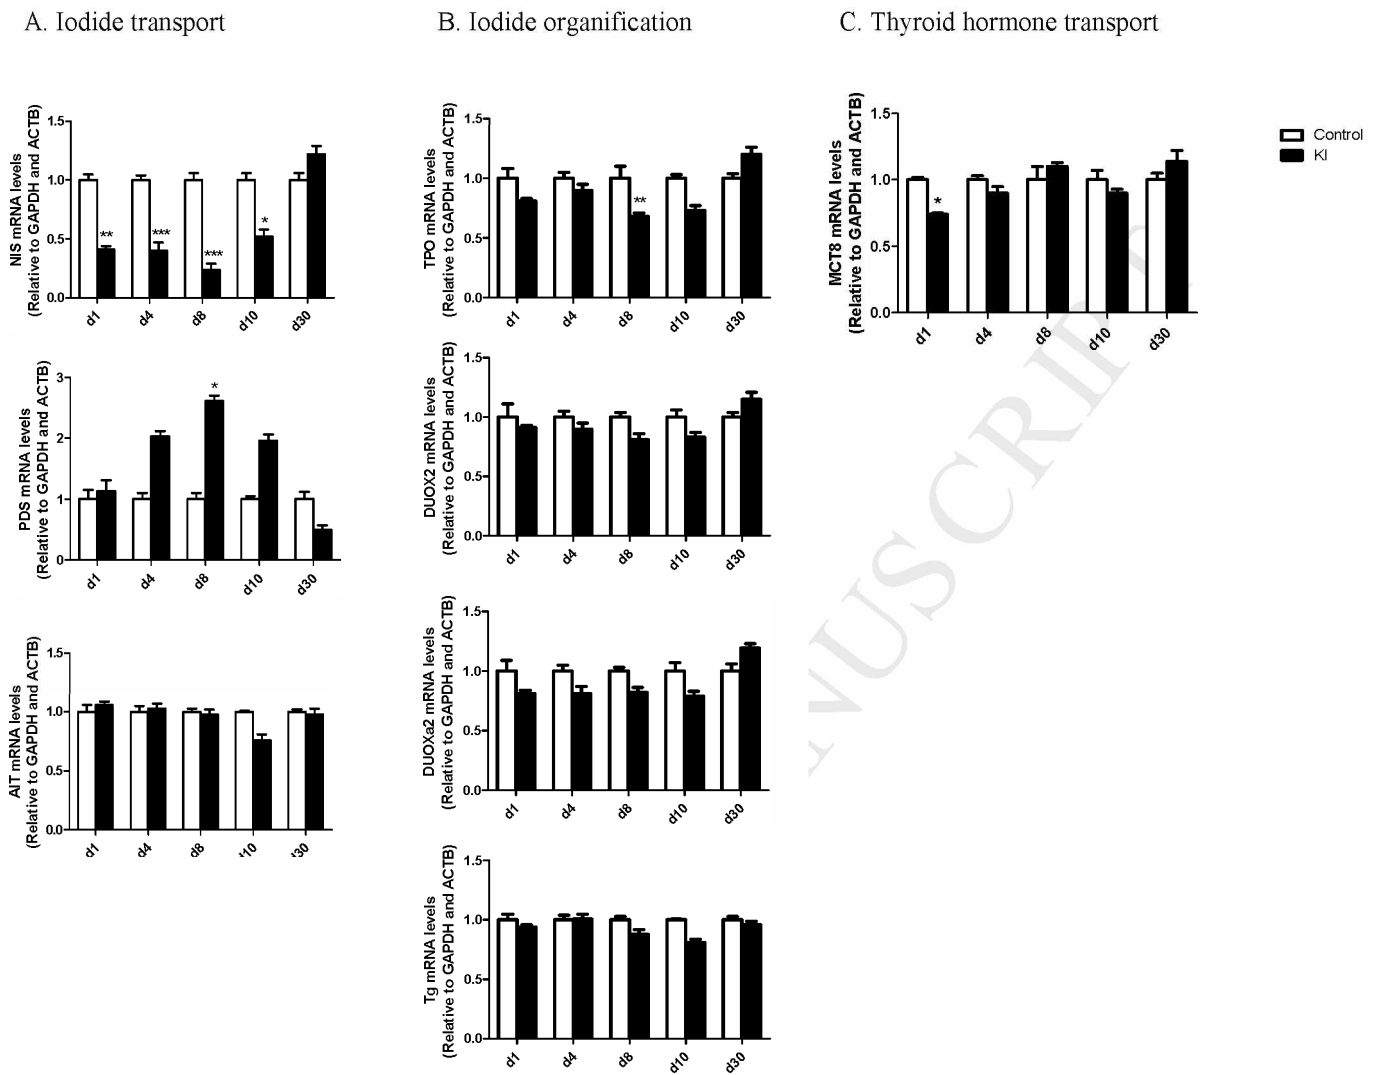 A. Iodide transport
B. Iodide organification
C. Thyroid hormone transport
Control
KI
NIS mRNA levels
(Relative to GAPDH and ACTB)
1.5
1.0
0.5
0.0
**
***
***
*
d1 d4 d8 d10 d30
PDS mRNA levels
(Relative to GAPDH and ACTB)
3
2
1
0
*
d1 d4 d8 d10 d30
AIT mRNA levels
(Relative to GAPDH and ACTB)
1.5
1.0
0.5
0.0
d1 d4 d8 d10 d30
TPO mRNA levels
(Relative to GAPDH and ACTB)
1.5
1.0
0.5
0.0
**
d1 d4 d8 d10 d30
DUOX2 mRNA levels
(Relative to GAPDH and ACTB)
1.5
1.0
0.5
0.0
d1 d4 d8 d10 d30
DUOXa2 mRNA levels
(Relative to GAPDH and ACTB)
1.5
1.0
0.5
0.0
d1 d4 d8 d10 d30
Tg mRNA levels
(Relative to GAPDH and ACTB)
1.5
1.0
0.5
0.0
d1 d4 d8 d10 d30
MCT8 mRNA levels
(Relative to GAPDH and ACTB)
1.5
1.0
0.5
0.0
*
d1 d4 d8 d10 d30
NUSCRIPT